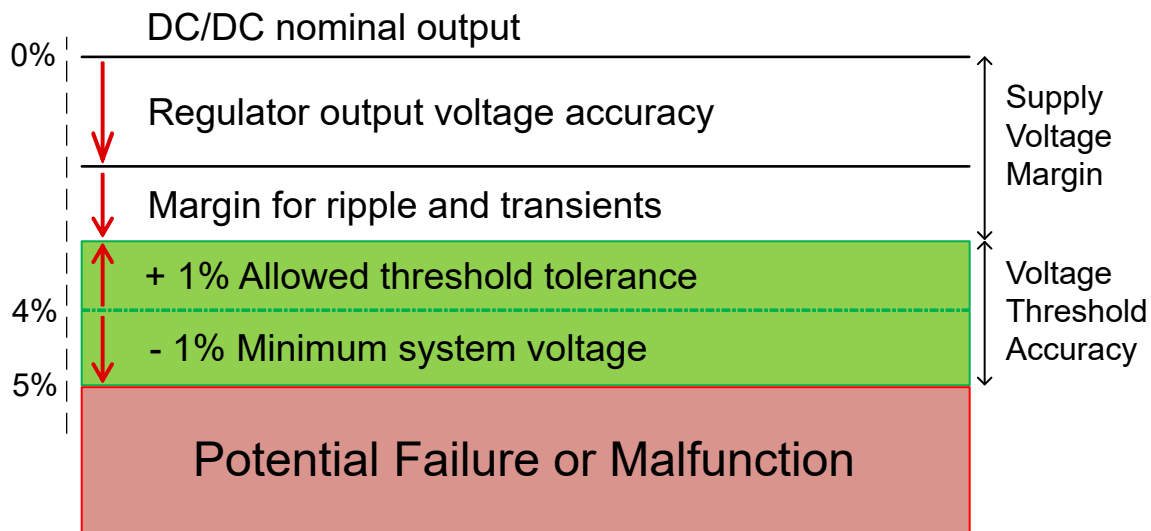 DC/DC nominal output
0%
Regulator output voltage accuracy
Supply
Voltage
Margin
Margin for ripple and transients
+ 1% Allowed threshold tolerance
Voltage
Threshold
Accuracy
4%
- 1% Minimum system voltage
5%
Potential Failure or Malfunction